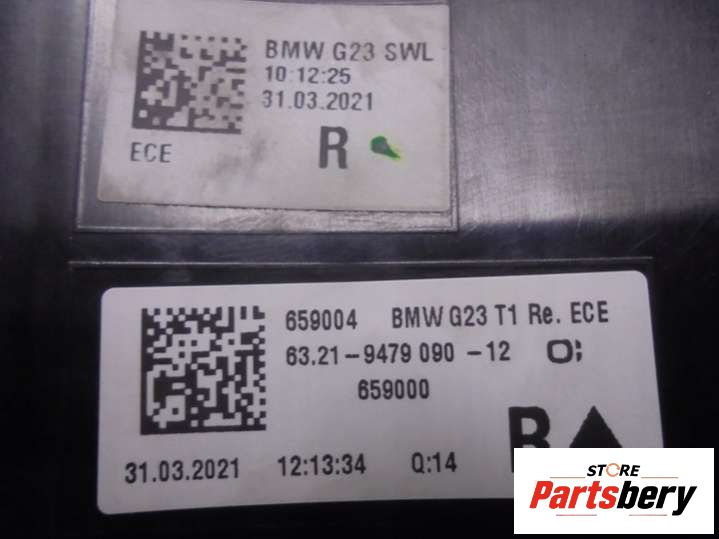 BMW G23 SWL
10:12:25
31.03.2021
ECE
R
659004 BMW G23 T1 Re. ECE
63.21-9479 090-12
659000
R
31.03.2021 12:13:34 Q:14
STORE
Partsbery